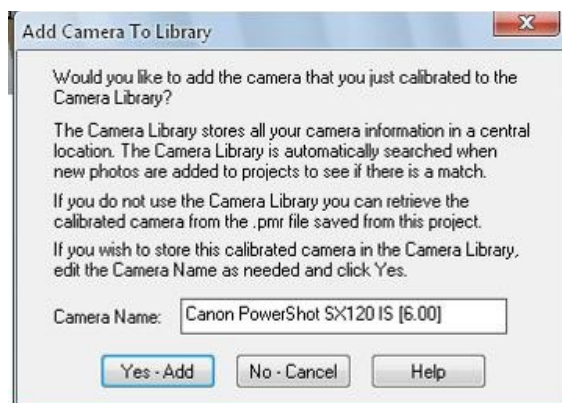 Add Camera To Library
Would you like to add the camera that you just calibrated to the
Camera Library?
The Camera Library stores all your camera information in a central
location. The Camera Library is automatically searched when
new photos are added to projects to see if there is a match.
If you do not use the Camera Library you can retrieve the
calibrated camera from the .pmr file saved from this project.
If you wish to store this calibrated camera in the Camera Library,
edit the Camera Name as needed and click Yes.
Camera Name: Canon PowerShot SX120 IS [6.00]
Yes - Add No - Cancel Help